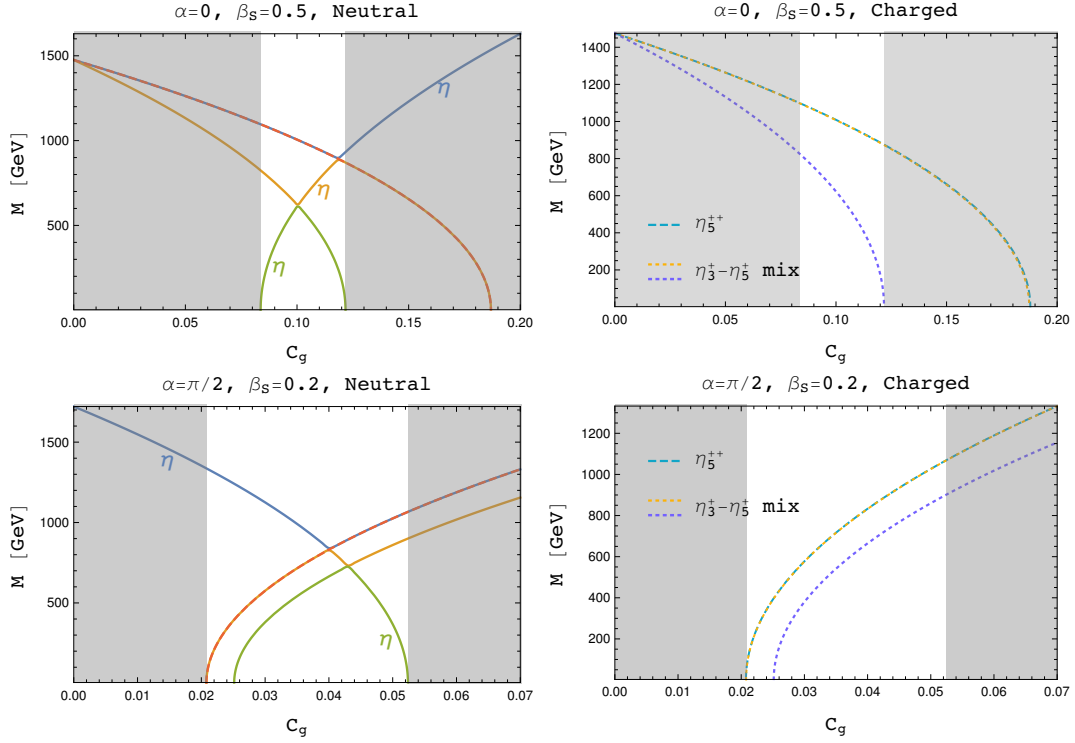 α=0, βS=0.5, Neutral
M [GeV]
1500
1000
500
η
η
η
0.00 0.05 0.10 0.15 0.20
Cg
α=0, βS=0.5, Charged
M [GeV]
1400
1200
1000
800
600
400
200
η5++
η3+-η5+ mix
0.00 0.05 0.10 0.15 0.20
Cg
α=π/2, βS=0.2, Neutral
M [GeV]
1500
1000
500
η
η
0.00 0.01 0.02 0.03 0.04 0.05 0.06 0.07
Cg
α=π/2, βS=0.2, Charged
M [GeV]
1200
1000
800
600
400
200
η5++
η3+-η5+ mix
0.00 0.01 0.02 0.03 0.04 0.05 0.06 0.07
Cg